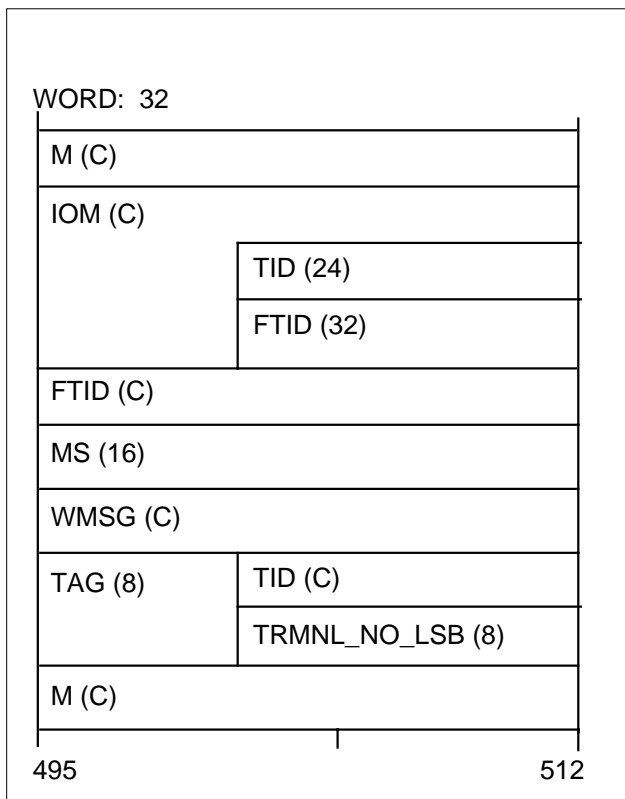 WORD: 32
M (C)
IOM (C)
TID (24)
FTID (32)
FTID (C)
MS (16)
WMSG (C)
TAG (8)
TID (C)
TRMNL_NO_LSB (8)
M (C)
495 512